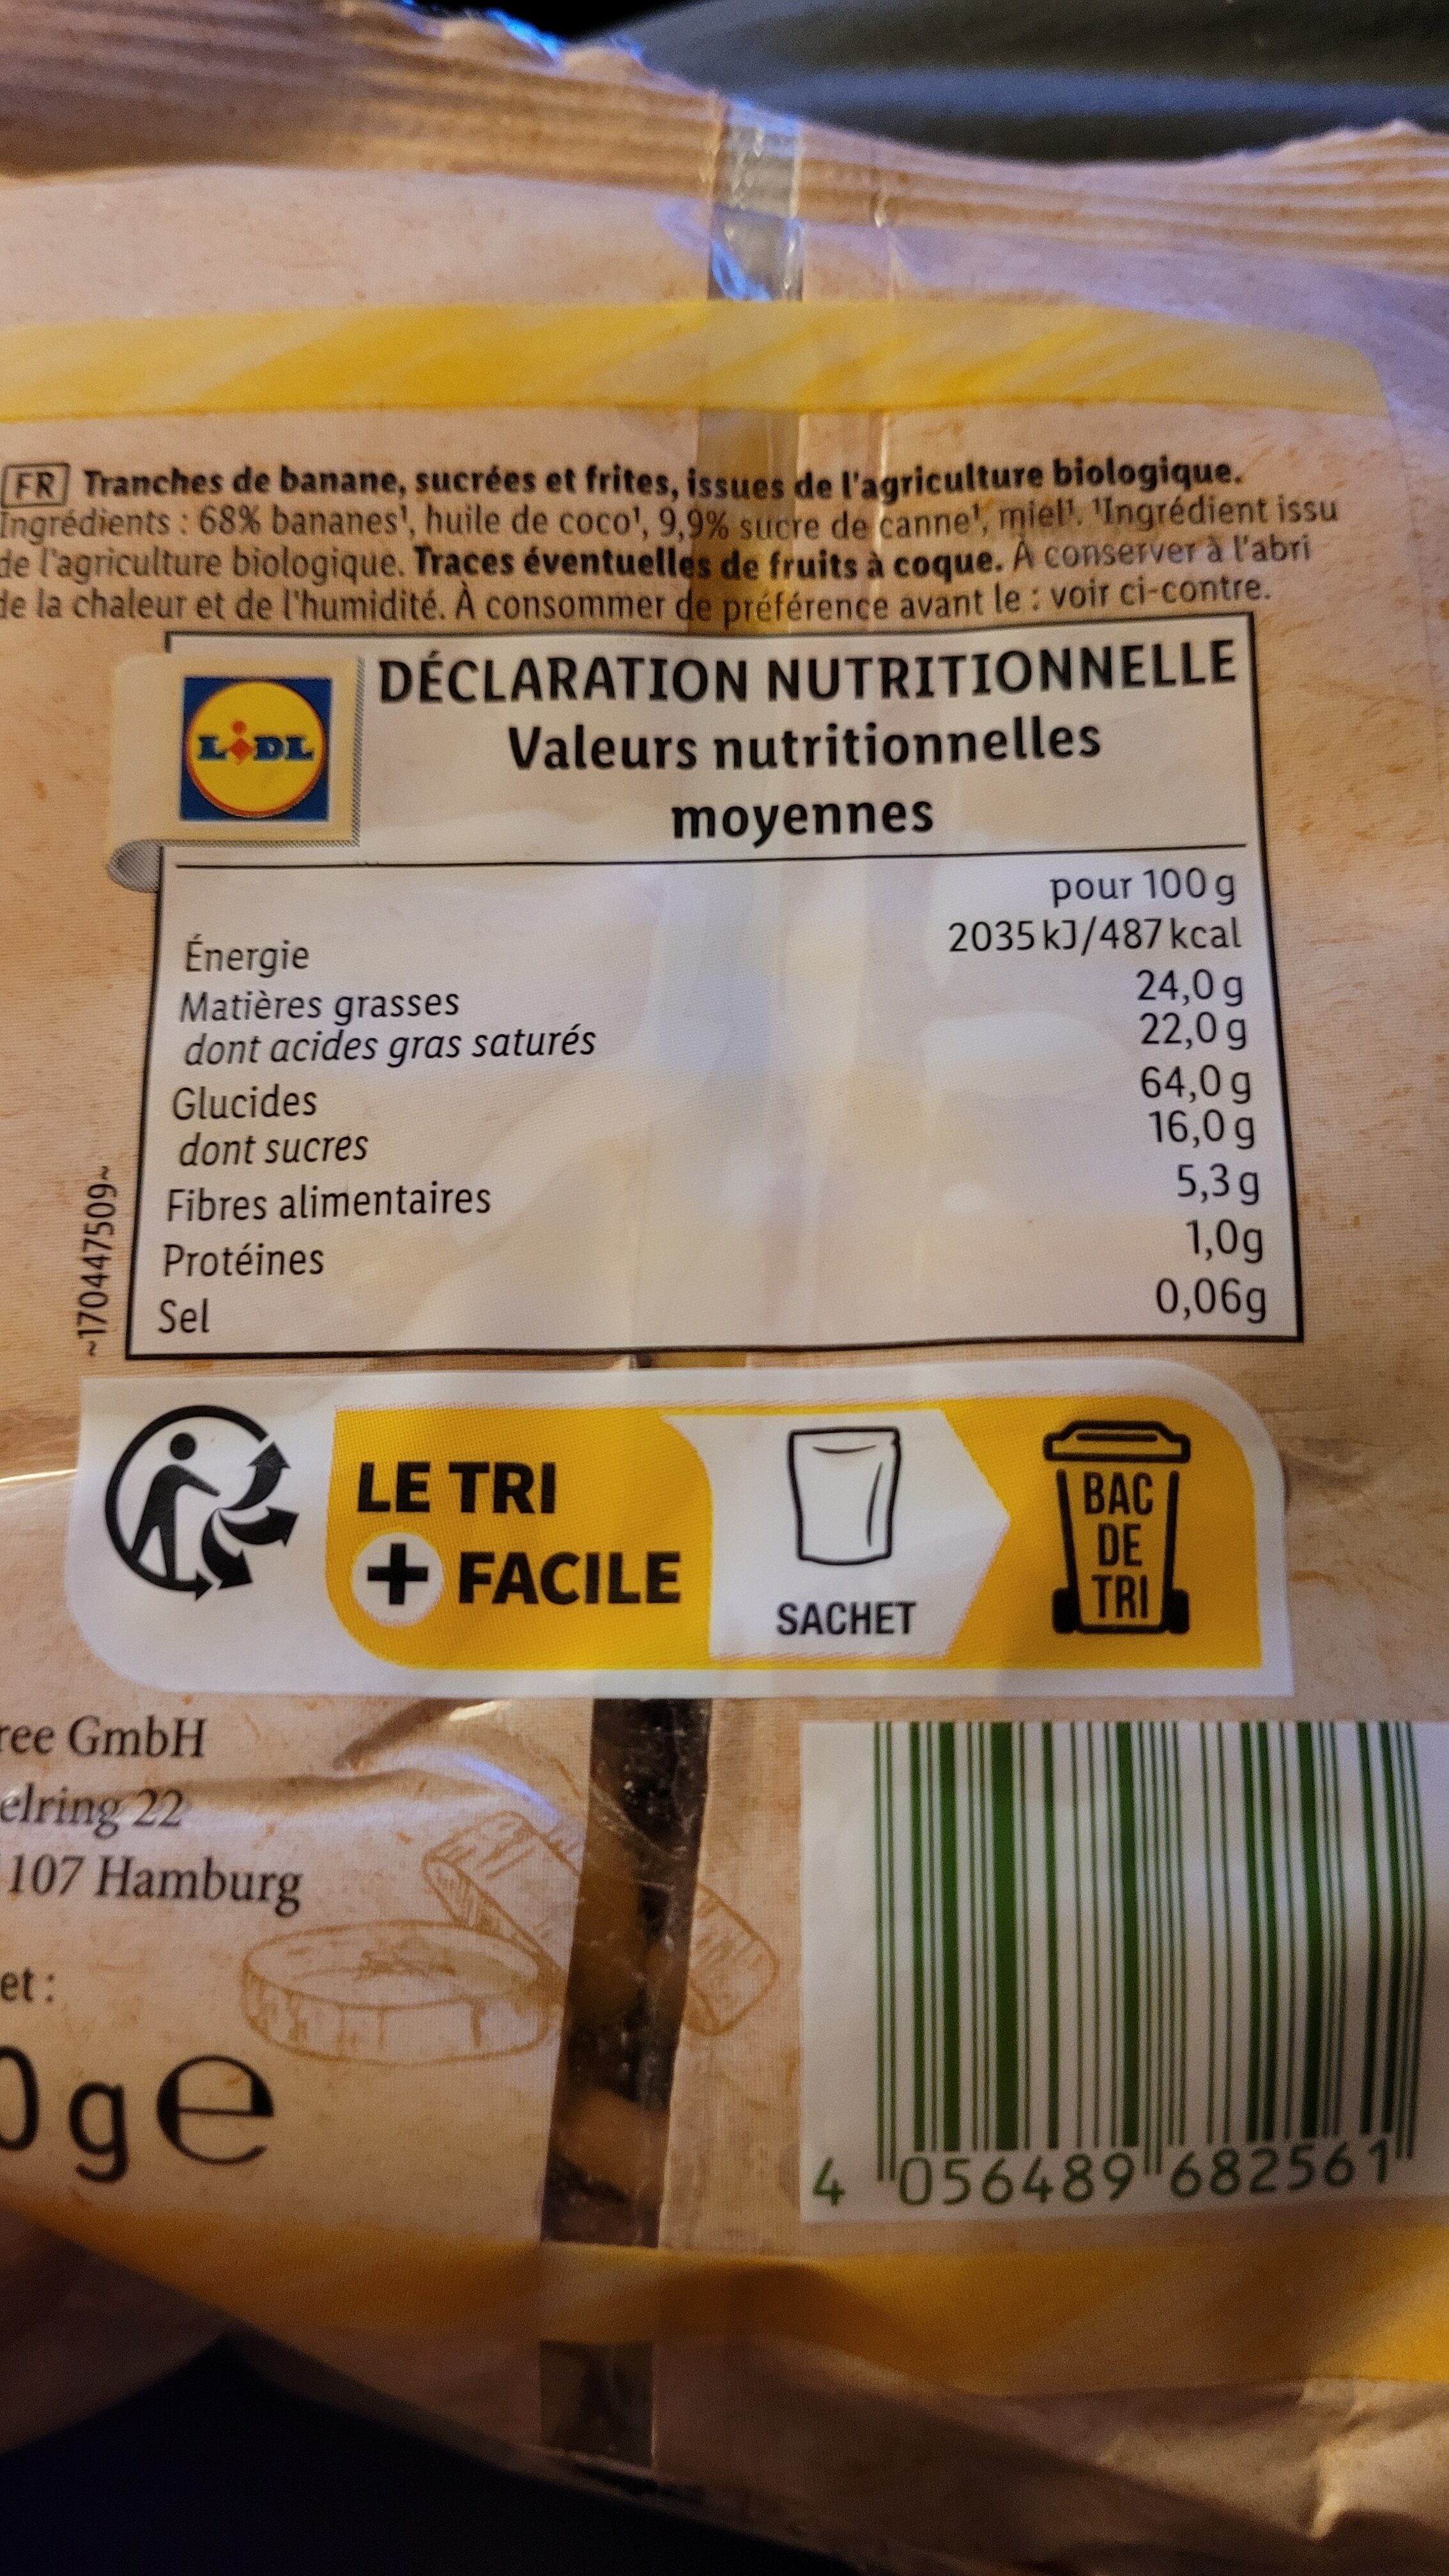 FR Tranches de banane, sucrées et frites, issues de l'agriculture biologique.
Ingrédients : 68% bananes¹, huile de coco¹, 9,9% sucre de canne¹, miel¹. ¹Ingrédient issu
de l'agriculture biologique. Traces éventuelles de fruits à coque. À conserver à l'abri
de la chaleur et de l'humidité. À consommer de préférence avant le : voir ci-contre.
LIDL
DÉCLARATION NUTRITIONNELLE
Valeurs nutritionnelles
moyennes
pour 100 g
Énergie 2035 kJ/487 kcal
Matières grasses 24,0 g
dont acides gras saturés 22,0 g
Glucides 64,0 g
dont sucres 16,0 g
Fibres alimentaires 5,3 g
Protéines 1,0g
Sel 0,06g
~170447509~
LE TRI
+ FACILE
SACHET
BAC
DE
TRI
ree GmbH
elring 22
107 Hamburg
et :
0 g e
4 056489 682561